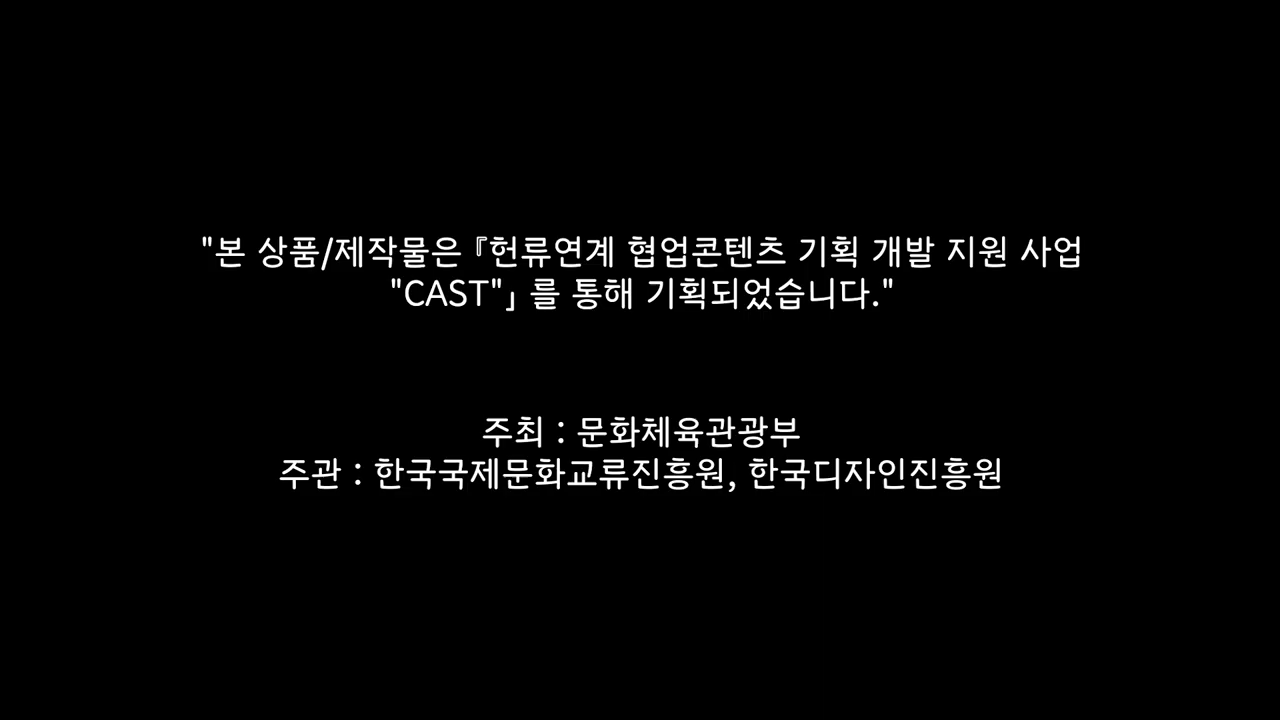 "본 상품/제작물은『헌류연계 협업콘텐츠 기획 개발 지원 사업
"CAST"」를 통해 기획되었습니다."
주최 : 문화체육관광부
주관 : 한국국제문화교류진흥원, 한국디자인진흥원